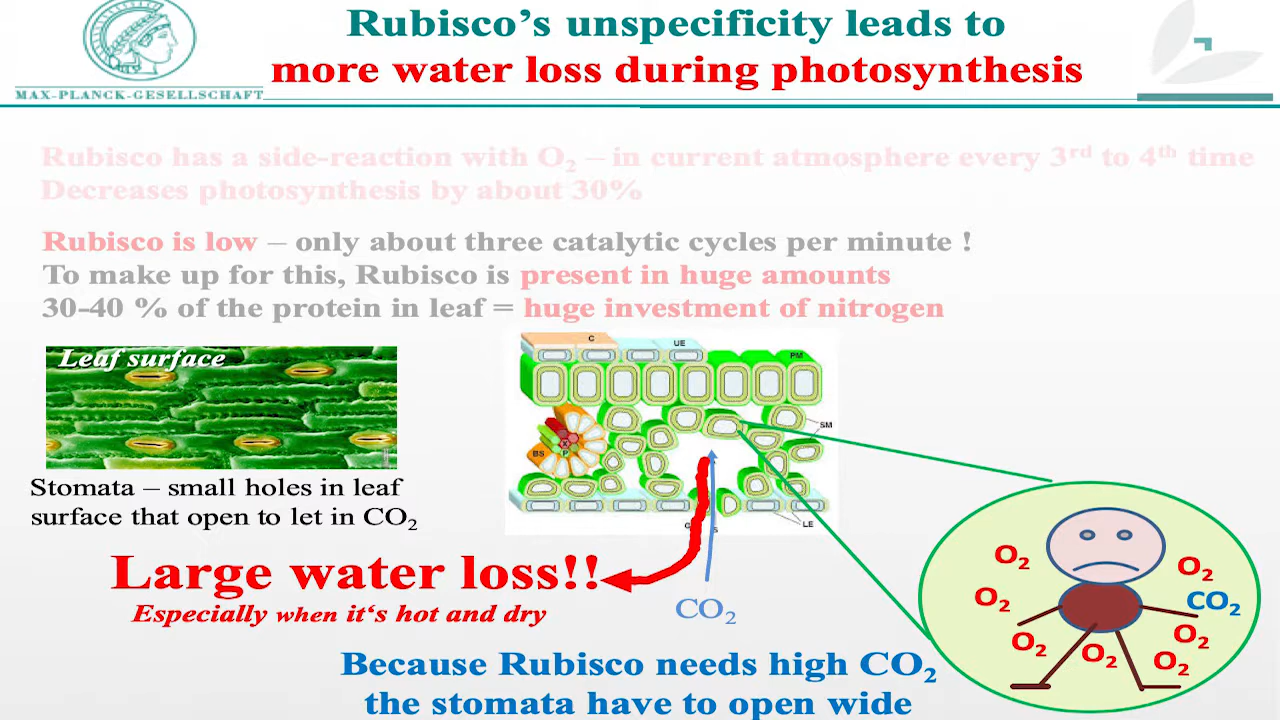 Rubisco's unspecificity leads to
more water loss during photosynthesis
MAX-PLANCK-GESELLSCHAFT
Rubisco has a side-reaction with O₂ – in current atmosphere every 3ʳᵈ to 4ᵗʰ time
Decreases photosynthesis by about 30%
Rubisco is low – only about three catalytic cycles per minute !
To make up for this, Rubisco is present in huge amounts
30-40 % of the protein in leaf = huge investment of nitrogen
Leaf surface
Stomata – small holes in leaf
surface that open to let in CO₂
C
UE
PM
SM
BS
X
P
G
S
LE
Large water loss!!
Especially when it‘s hot and dry
CO₂
Because Rubisco needs high CO₂
the stomata have to open wide
O₂
O₂
O₂
CO₂
O₂
O₂
O₂
O₂